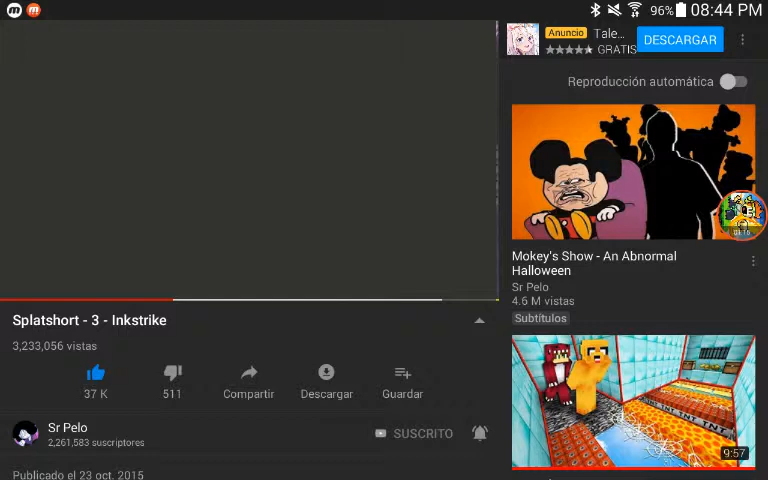 96% 08:44 PM
Anuncio Tale...
GRATIS
DESCARGAR
Reproducción automática
Mokey's Show - An Abnormal
Halloween
Sr Pelo
4.6 M vistas
Subtítulos
9:57
Splatshort - 3 - Inkstrike
3,233,056 vistas
37 K
511
Compartir
Descargar
Guardar
Sr Pelo
2,261,583 suscriptores
SUSCRITO
Publicado el 23 oct. 2015